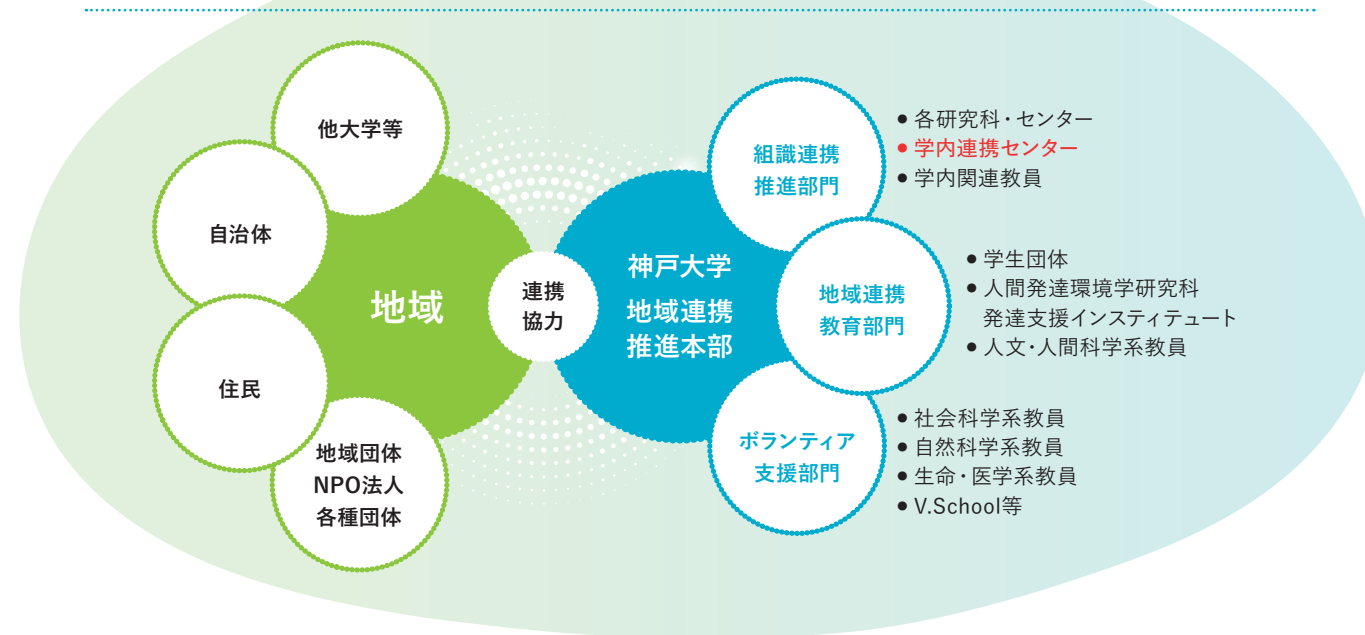 他大学等
自治体
住民
地域団体
NPO法人
各種団体
地域
連携
協力
神戸大学
地域連携
推進本部
組識連携
推進部門
● 各研究科・センター
● 学内連携センター
● 学内関連教員
地域連携
教育部門
● 学生団体
● 人間発達環境学研究科
発達支援インスティテュート
● 人文・人間科学系教員
ボランティア
支援部門
● 社会科学系教員
● 自然科学系教員
● 生命・医学系教員
● V.School等